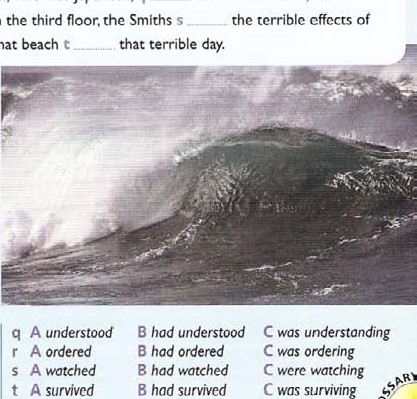 the third floor, the Smiths s ............ the terrible effects of
hat beach t ............ that terrible day.
q A understood B had understood C was understanding
r A ordered B had ordered C was ordering
s A watched B had watched C were watching
t A survived B had survived C was surviving